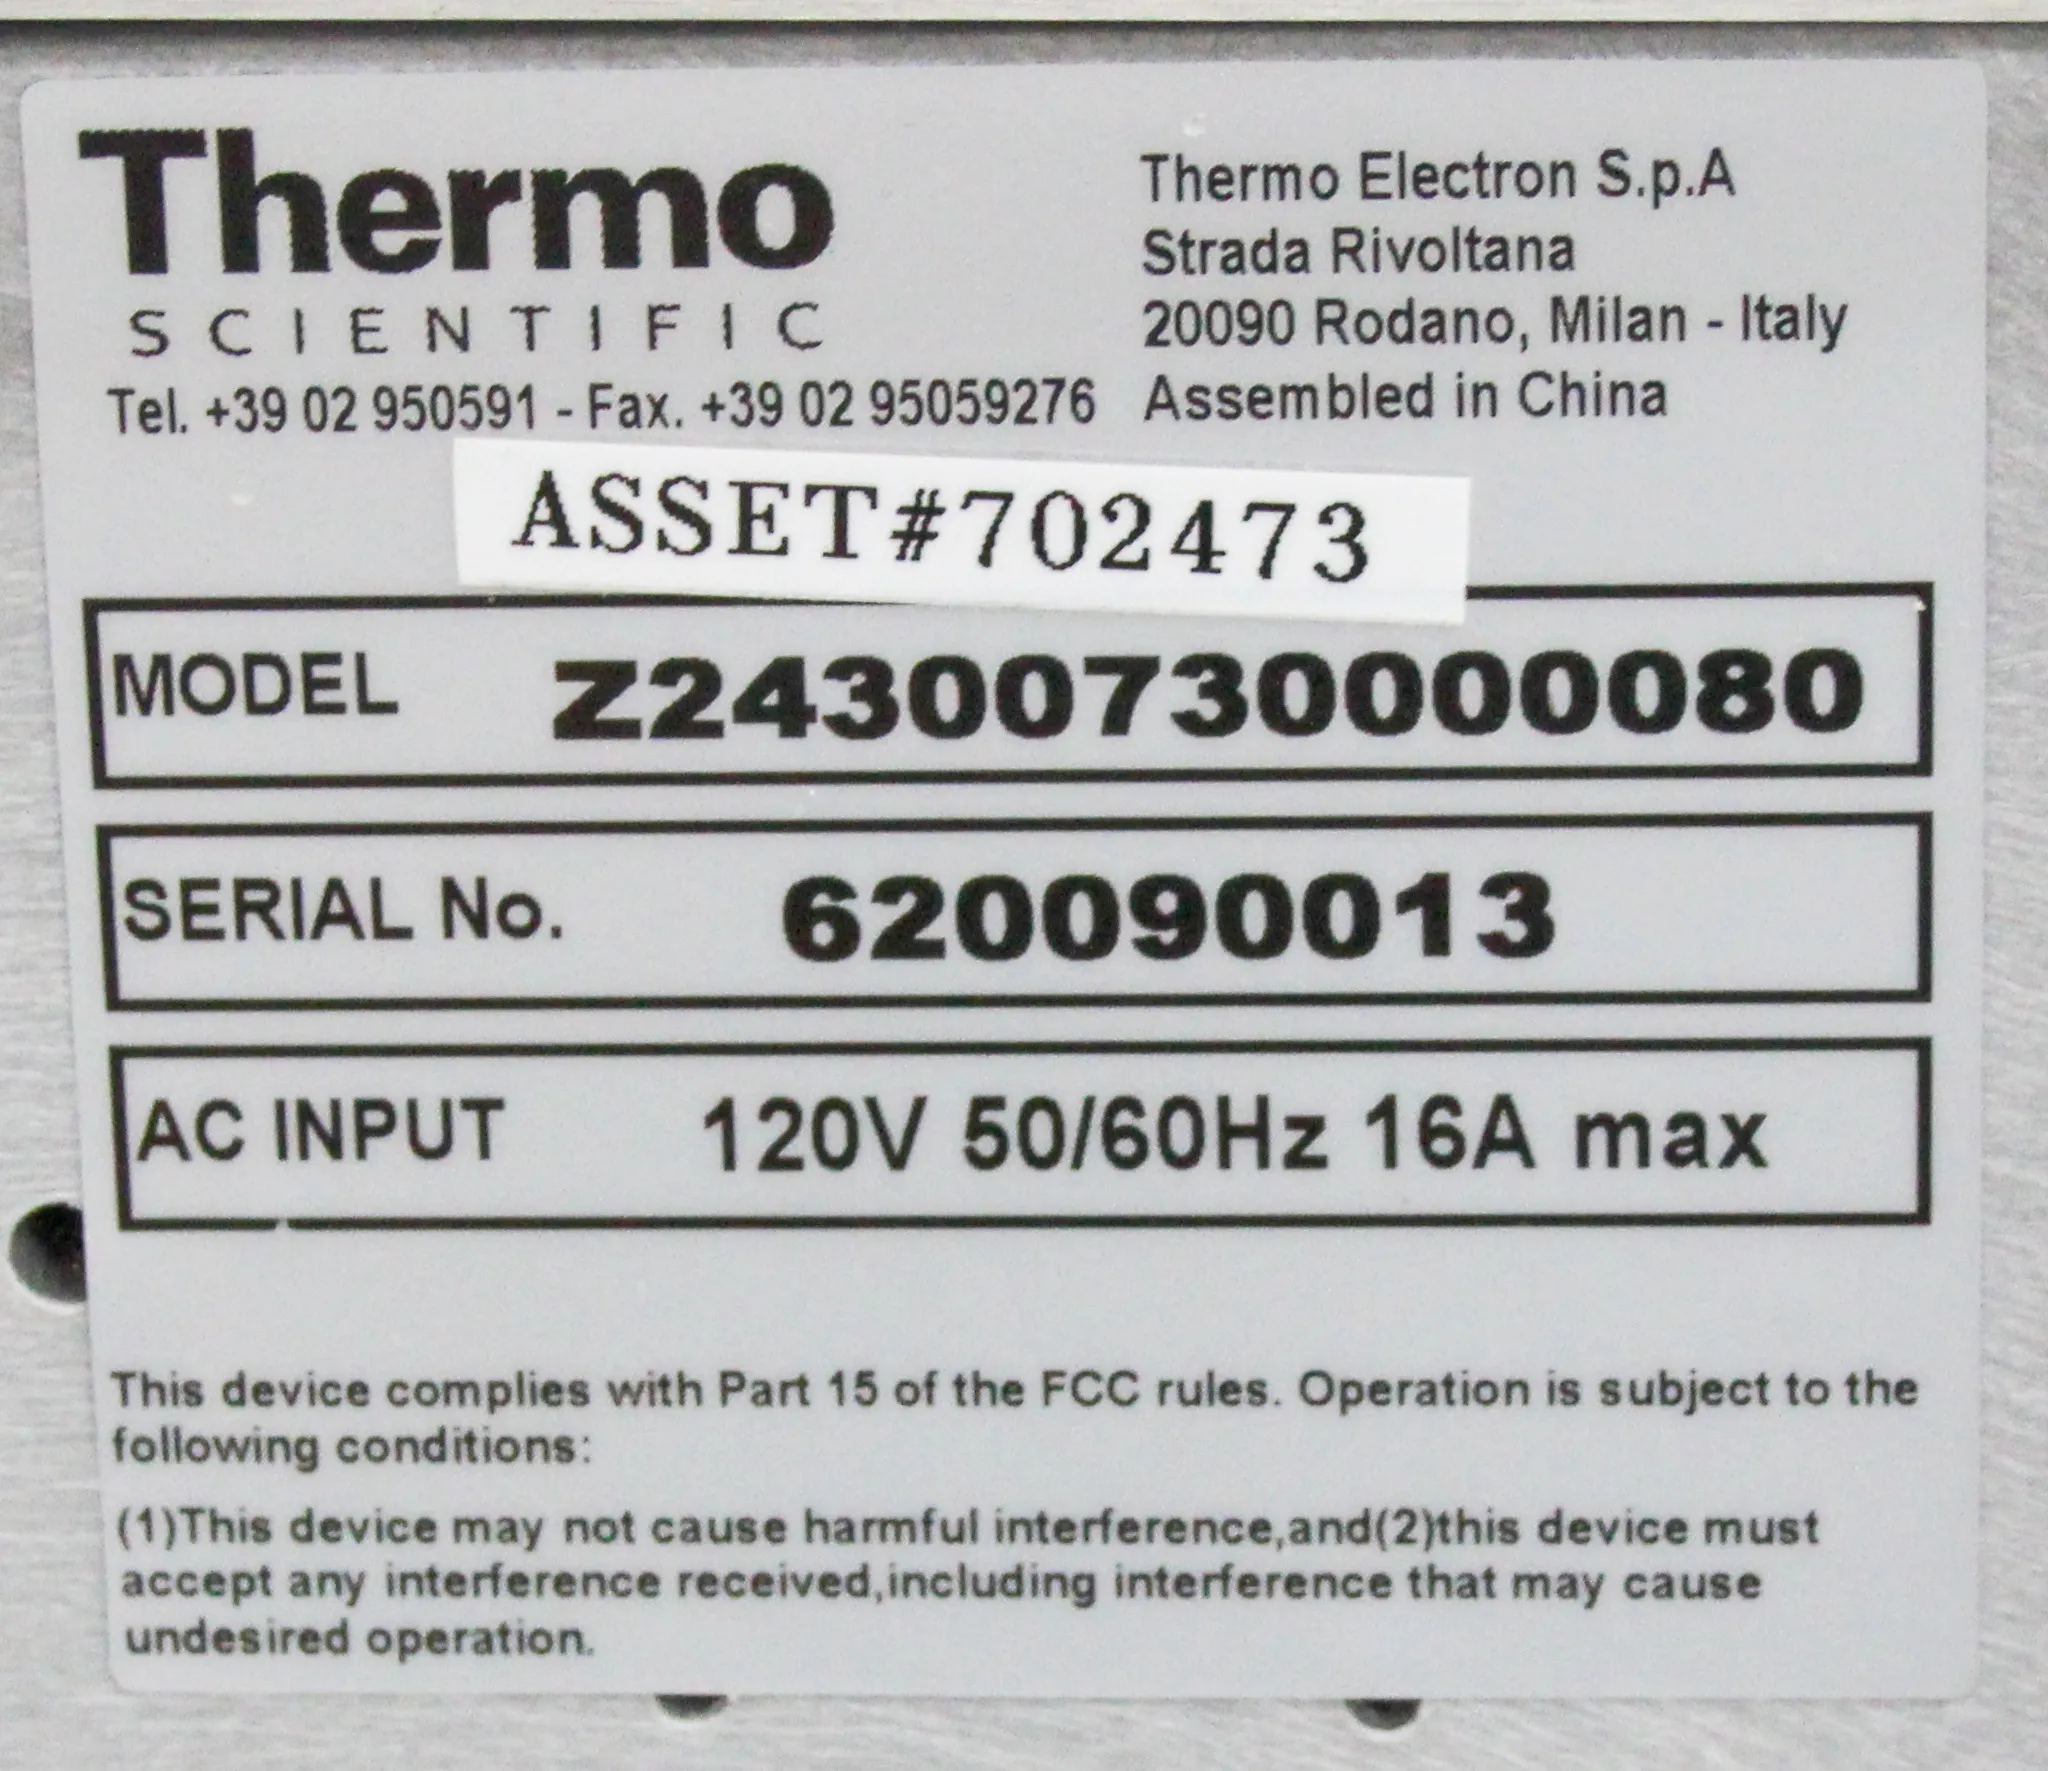 Thermo
SCIENTIFIC
Tel. +39 02 950591 - Fax. +39 02 95059276
Thermo Electron S.p.A
Strada Rivoltana
20090 Rodano, Milan - Italy
Assembled in China
ASSET#702473
MODEL Z24300730000080
SERIAL No. 620090013
AC INPUT 120V 50/60Hz 16A max
This device complies with Part 15 of the FCC rules. Operation is subject to the
following conditions:
(1)This device may not cause harmful interference,and(2)this device must
accept any interference received,including interference that may cause
undesired operation.